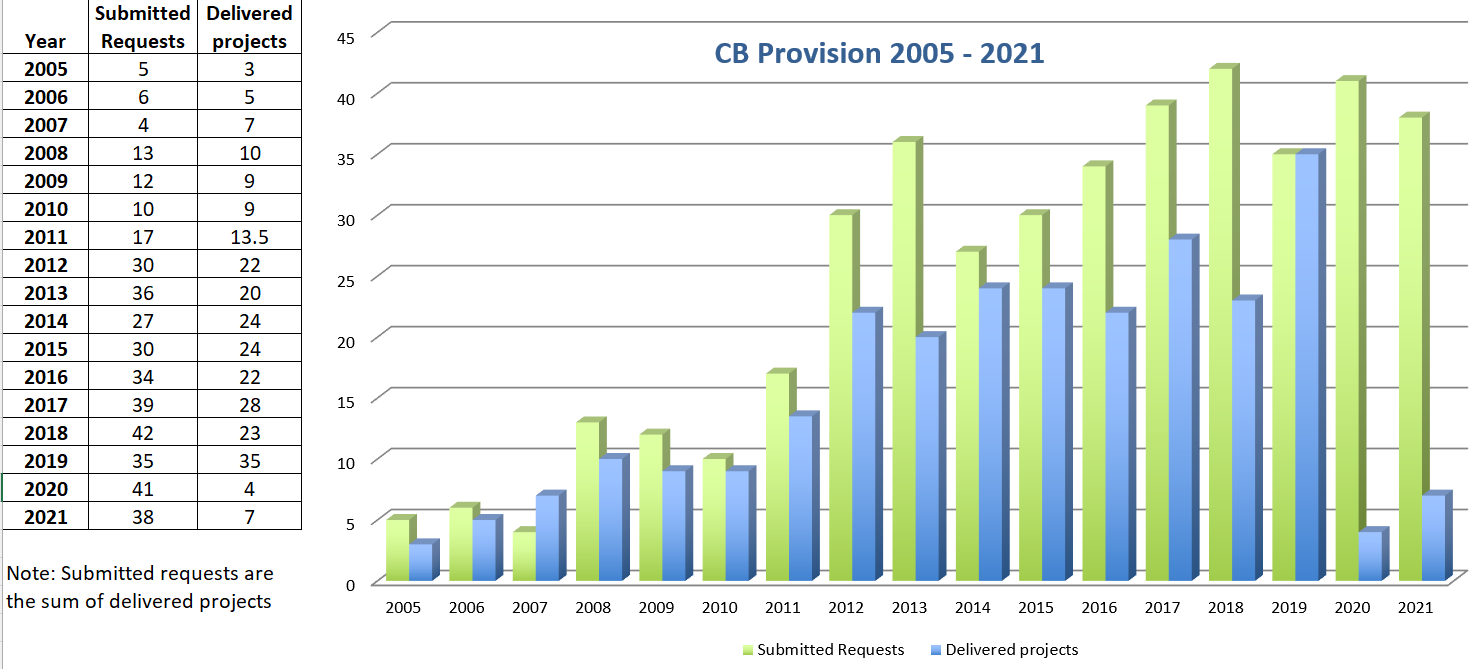 Submitted Delivered
Year Requests projects
2005 5 3
2006 6 5
2007 4 7
2008 13 10
2009 12 9
2010 10 9
2011 17 13.5
2012 30 22
2013 36 20
2014 27 24
2015 30 24
2016 34 22
2017 39 28
2018 42 23
2019 35 35
2020 41 4
2021 38 7
Note: Submitted requests are
the sum of delivered projects
CB Provision 2005 - 2021
45
40
35
30
25
20
15
10
5
0
2005 2006 2007 2008 2009 2010 2011 2012 2013 2014 2015 2016 2017 2018 2019 2020 2021
Submitted Requests Delivered projects